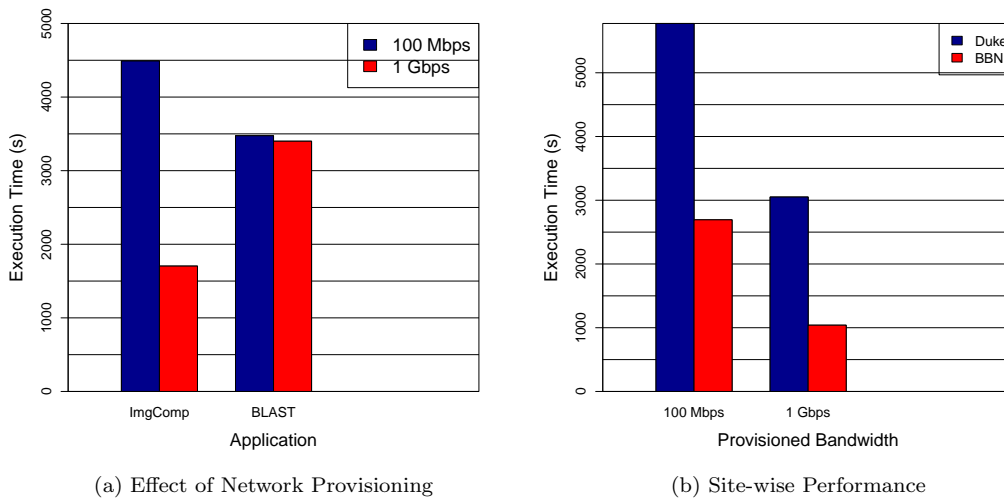 Execution Time (s)
5000
4000
3000
2000
1000
0
100 Mbps
1 Gbps
ImgComp
BLAST
Application
(a) Effect of Network Provisioning
Execution Time (s)
5000
4000
3000
2000
1000
0
Duke
BBN
100 Mbps
1 Gbps
Provisioned Bandwidth
(b) Site-wise Performance